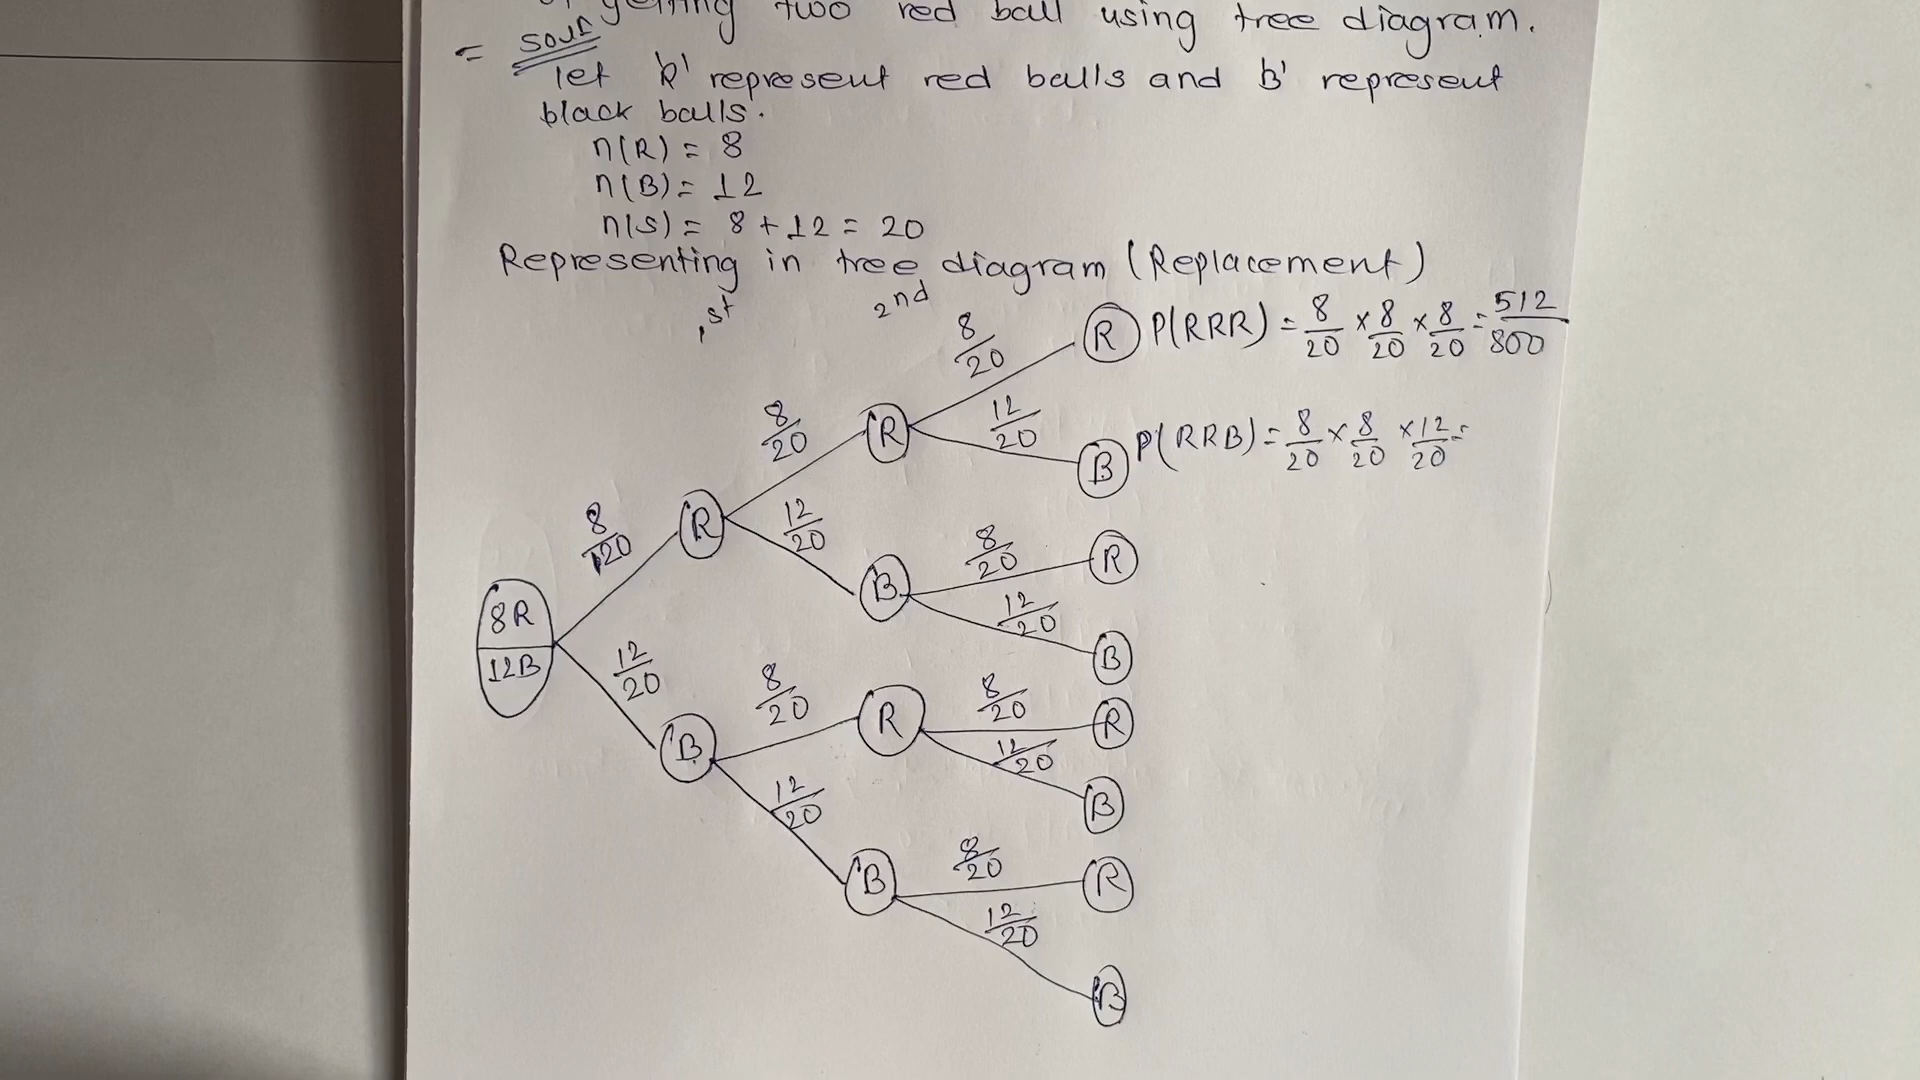 getting two red ball using tree diagram.
= Soln
let 'R' represent red balls and B' represent
black balls.
n(R) = 8
n(B) = 12
n(S) = 8 + 12 = 20
Representing in tree diagram (Replacement)
1st 2nd
8/20 R P(RRR) = 8/20 × 8/20 × 8/20 = 512/800
8/20 R 12/20
B P(RRB) = 8/20 × 8/20 × 12/20 =
8/20 R 12/20 8/20 R
B 12/20
8R
12B
B
12/20 8/20 R 8/20 R
B 12/20
B
12/20 8/20
B R
12/20
B